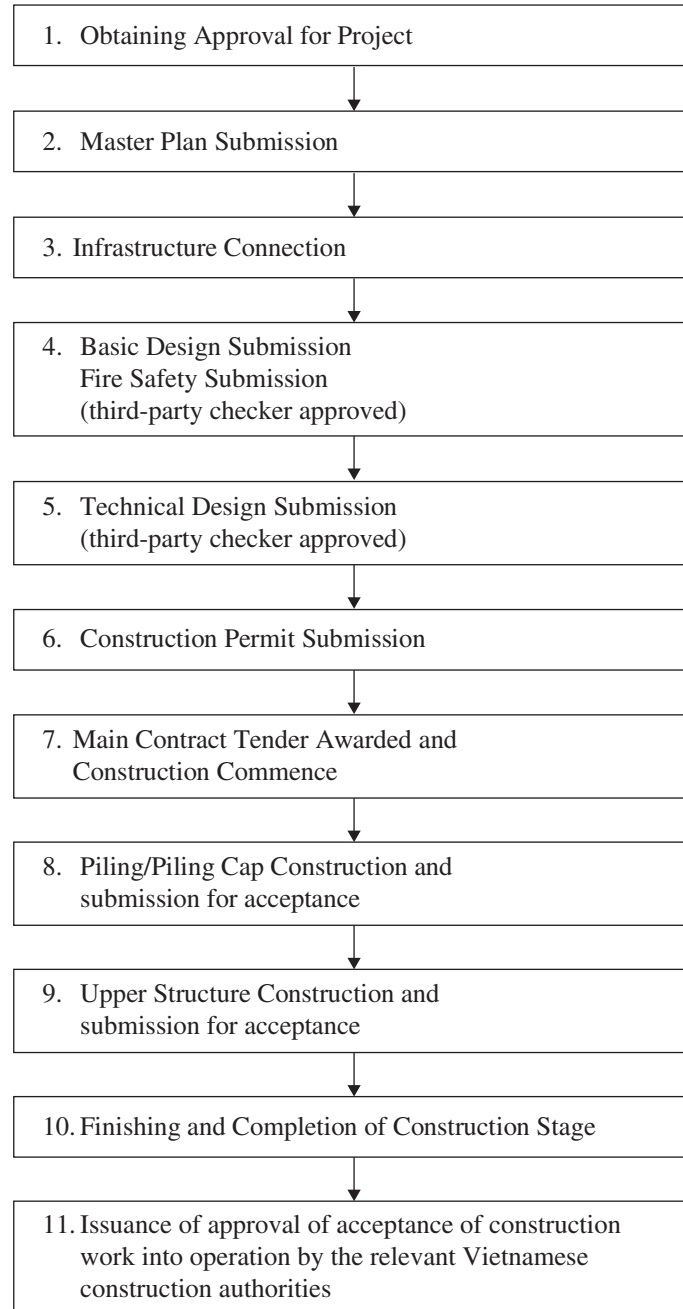 1. Obtaining Approval for Project
2. Master Plan Submission
3. Infrastructure Connection
4. Basic Design Submission
Fire Safety Submission
(third-party checker approved)
5. Technical Design Submission
(third-party checker approved)
6. Construction Permit Submission
7. Main Contract Tender Awarded and
Construction Commence
8. Piling/Piling Cap Construction and
submission for acceptance
9. Upper Structure Construction and
submission for acceptance
10. Finishing and Completion of Construction Stage
11. Issuance of approval of acceptance of construction
work into operation by the relevant Vietnamese
construction authorities